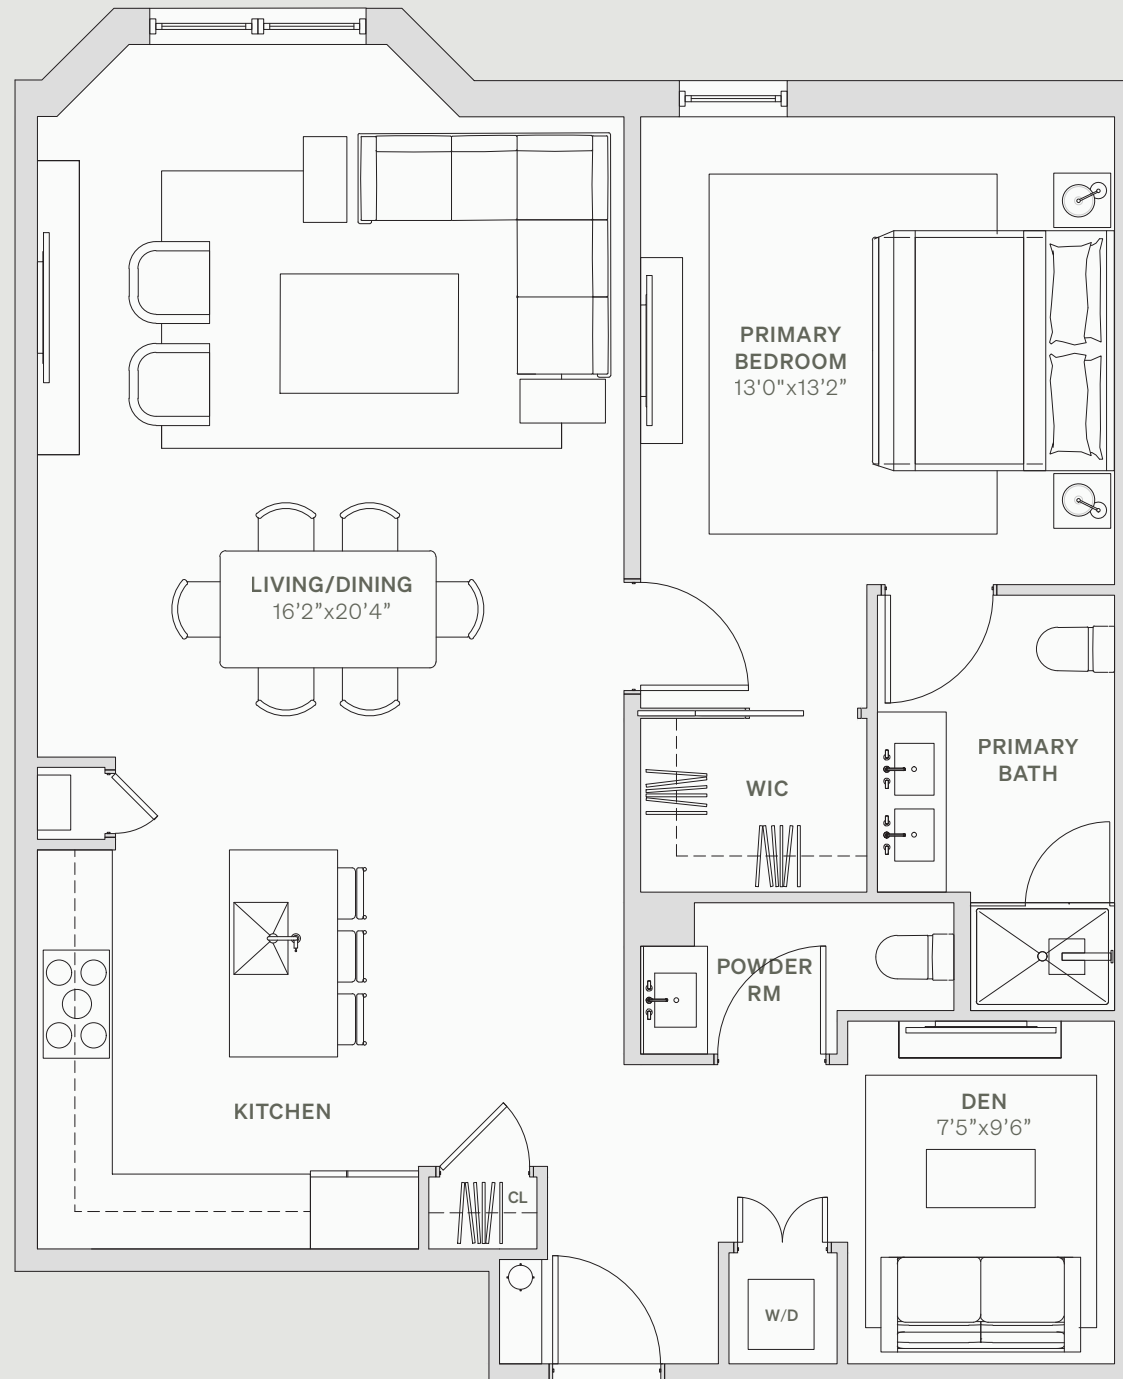 PRIMARY
BEDROOM
13'0"x13’2”
LIVING/DINING
16’2”x20’4”
PRIMARY
BATH
WIC
POWDER
RM
KITCHEN
DEN
7’5”x9’6”
CL
W/D